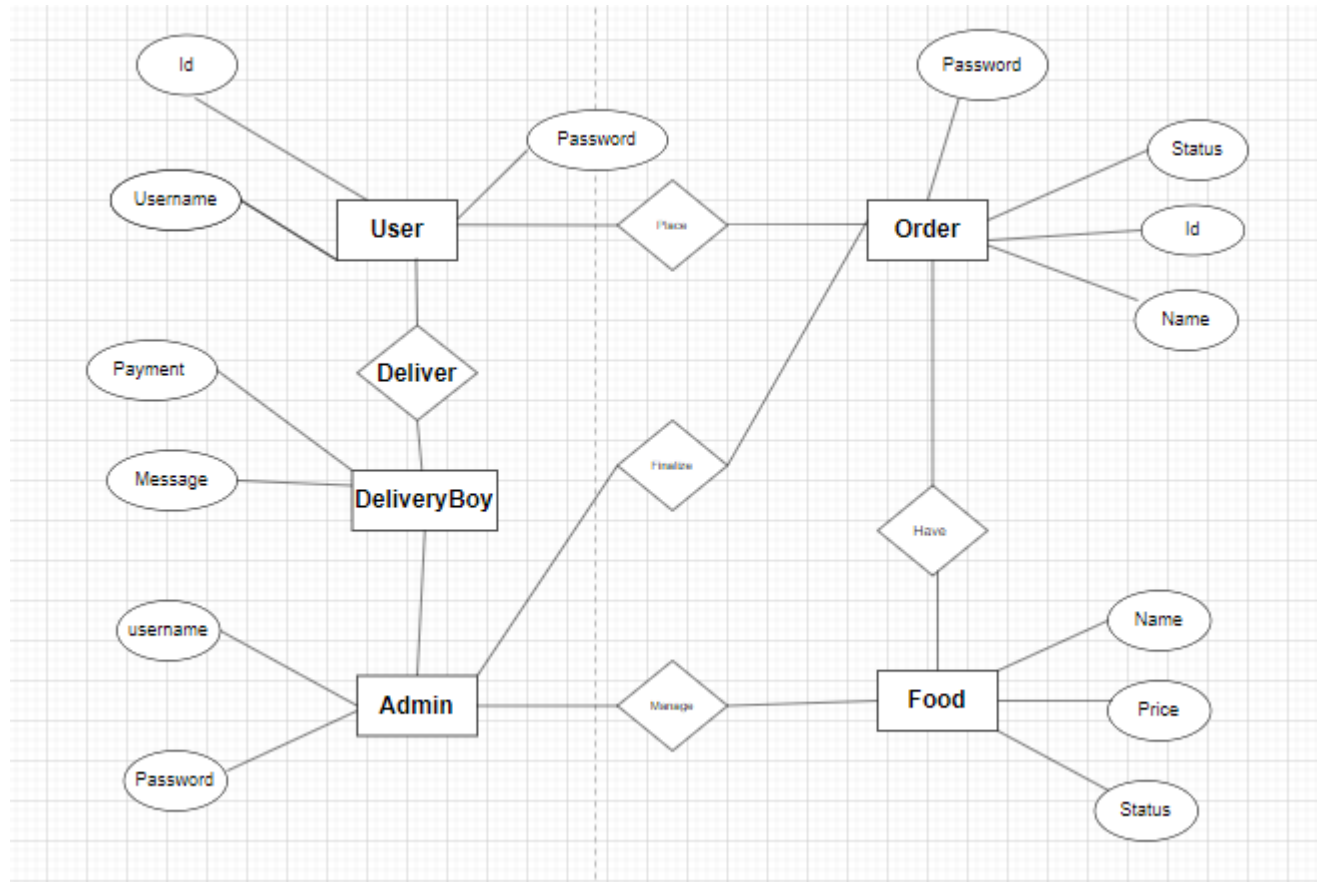 Id
Password
Password
Status
Username
User
Place
Order
Id
Name
Payment
Deliver
Message
Finalize
DeliveryBoy
Have
username
Name
Admin
Manage
Food
Price
Password
Status